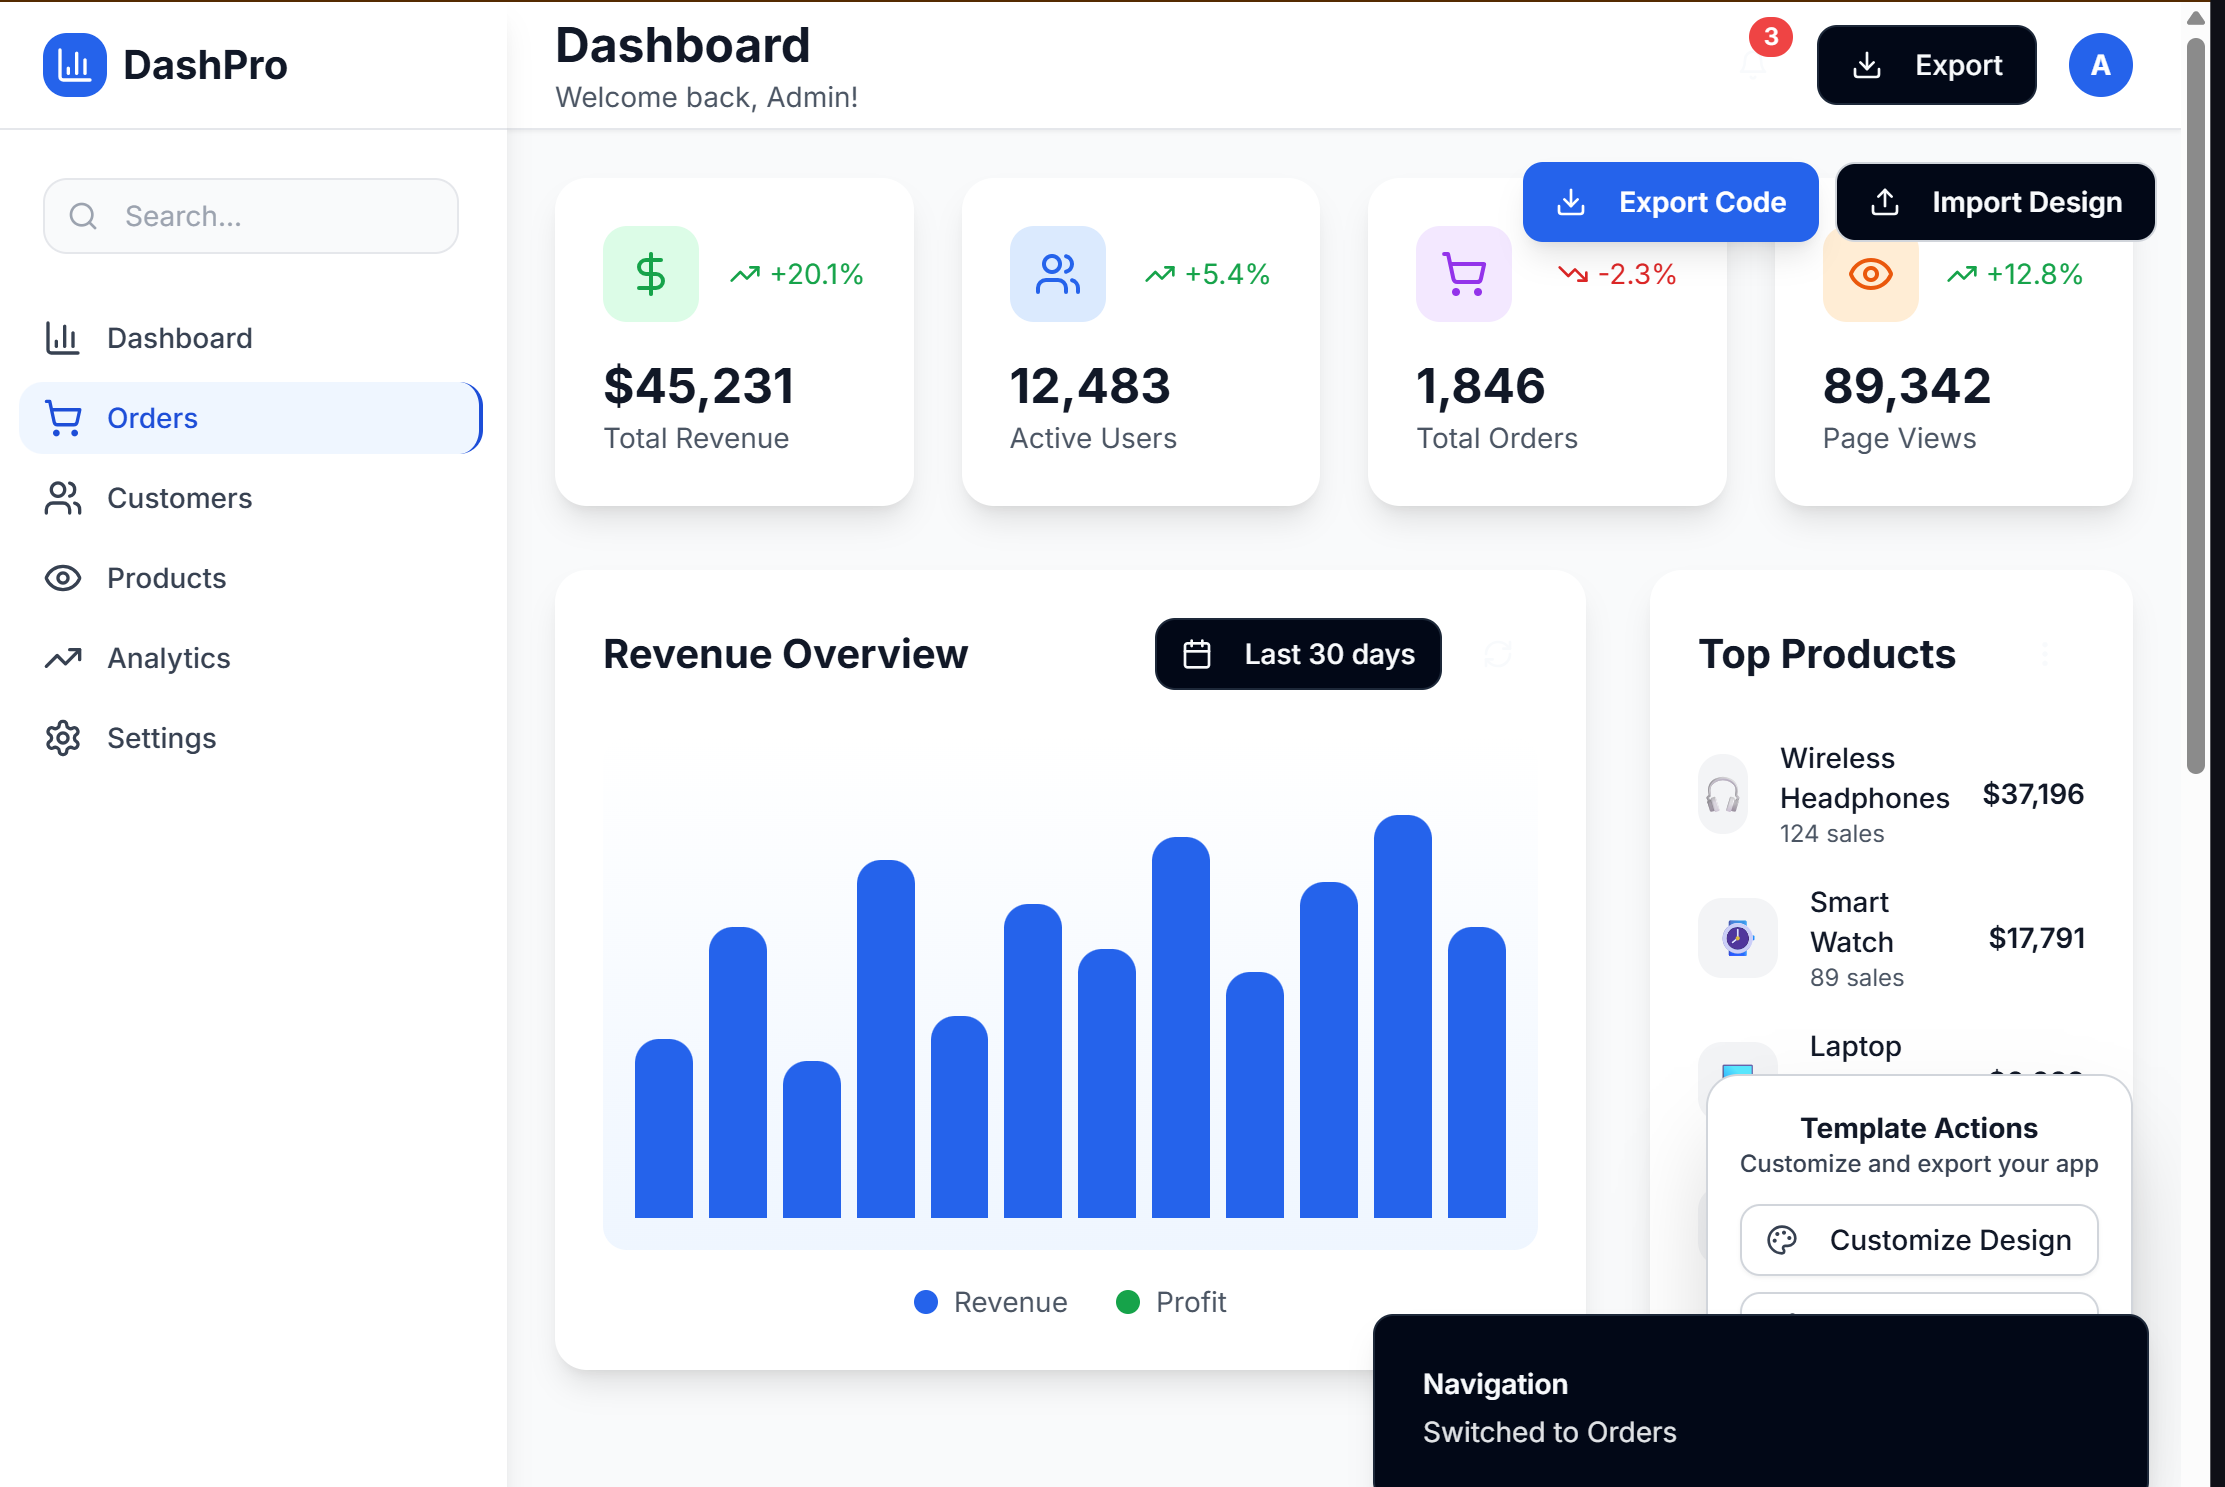 DashPro
Dashboard
Welcome back, Admin!
3
Export
A
Search...
Dashboard
Orders
Customers
Products
Analytics
Settings
Export Code
Import Design
+20.1%
$45,231
Total Revenue
+5.4%
12,483
Active Users
-2.3%
1,846
Total Orders
+12.8%
89,342
Page Views
Revenue Overview
Last 30 days
Revenue
Profit
Top Products
Wireless
Headphones
124 sales
$37,196
Smart
Watch
89 sales
$17,791
Laptop
Template Actions
Customize and export your app
Customize Design
Navigation
Switched to Orders